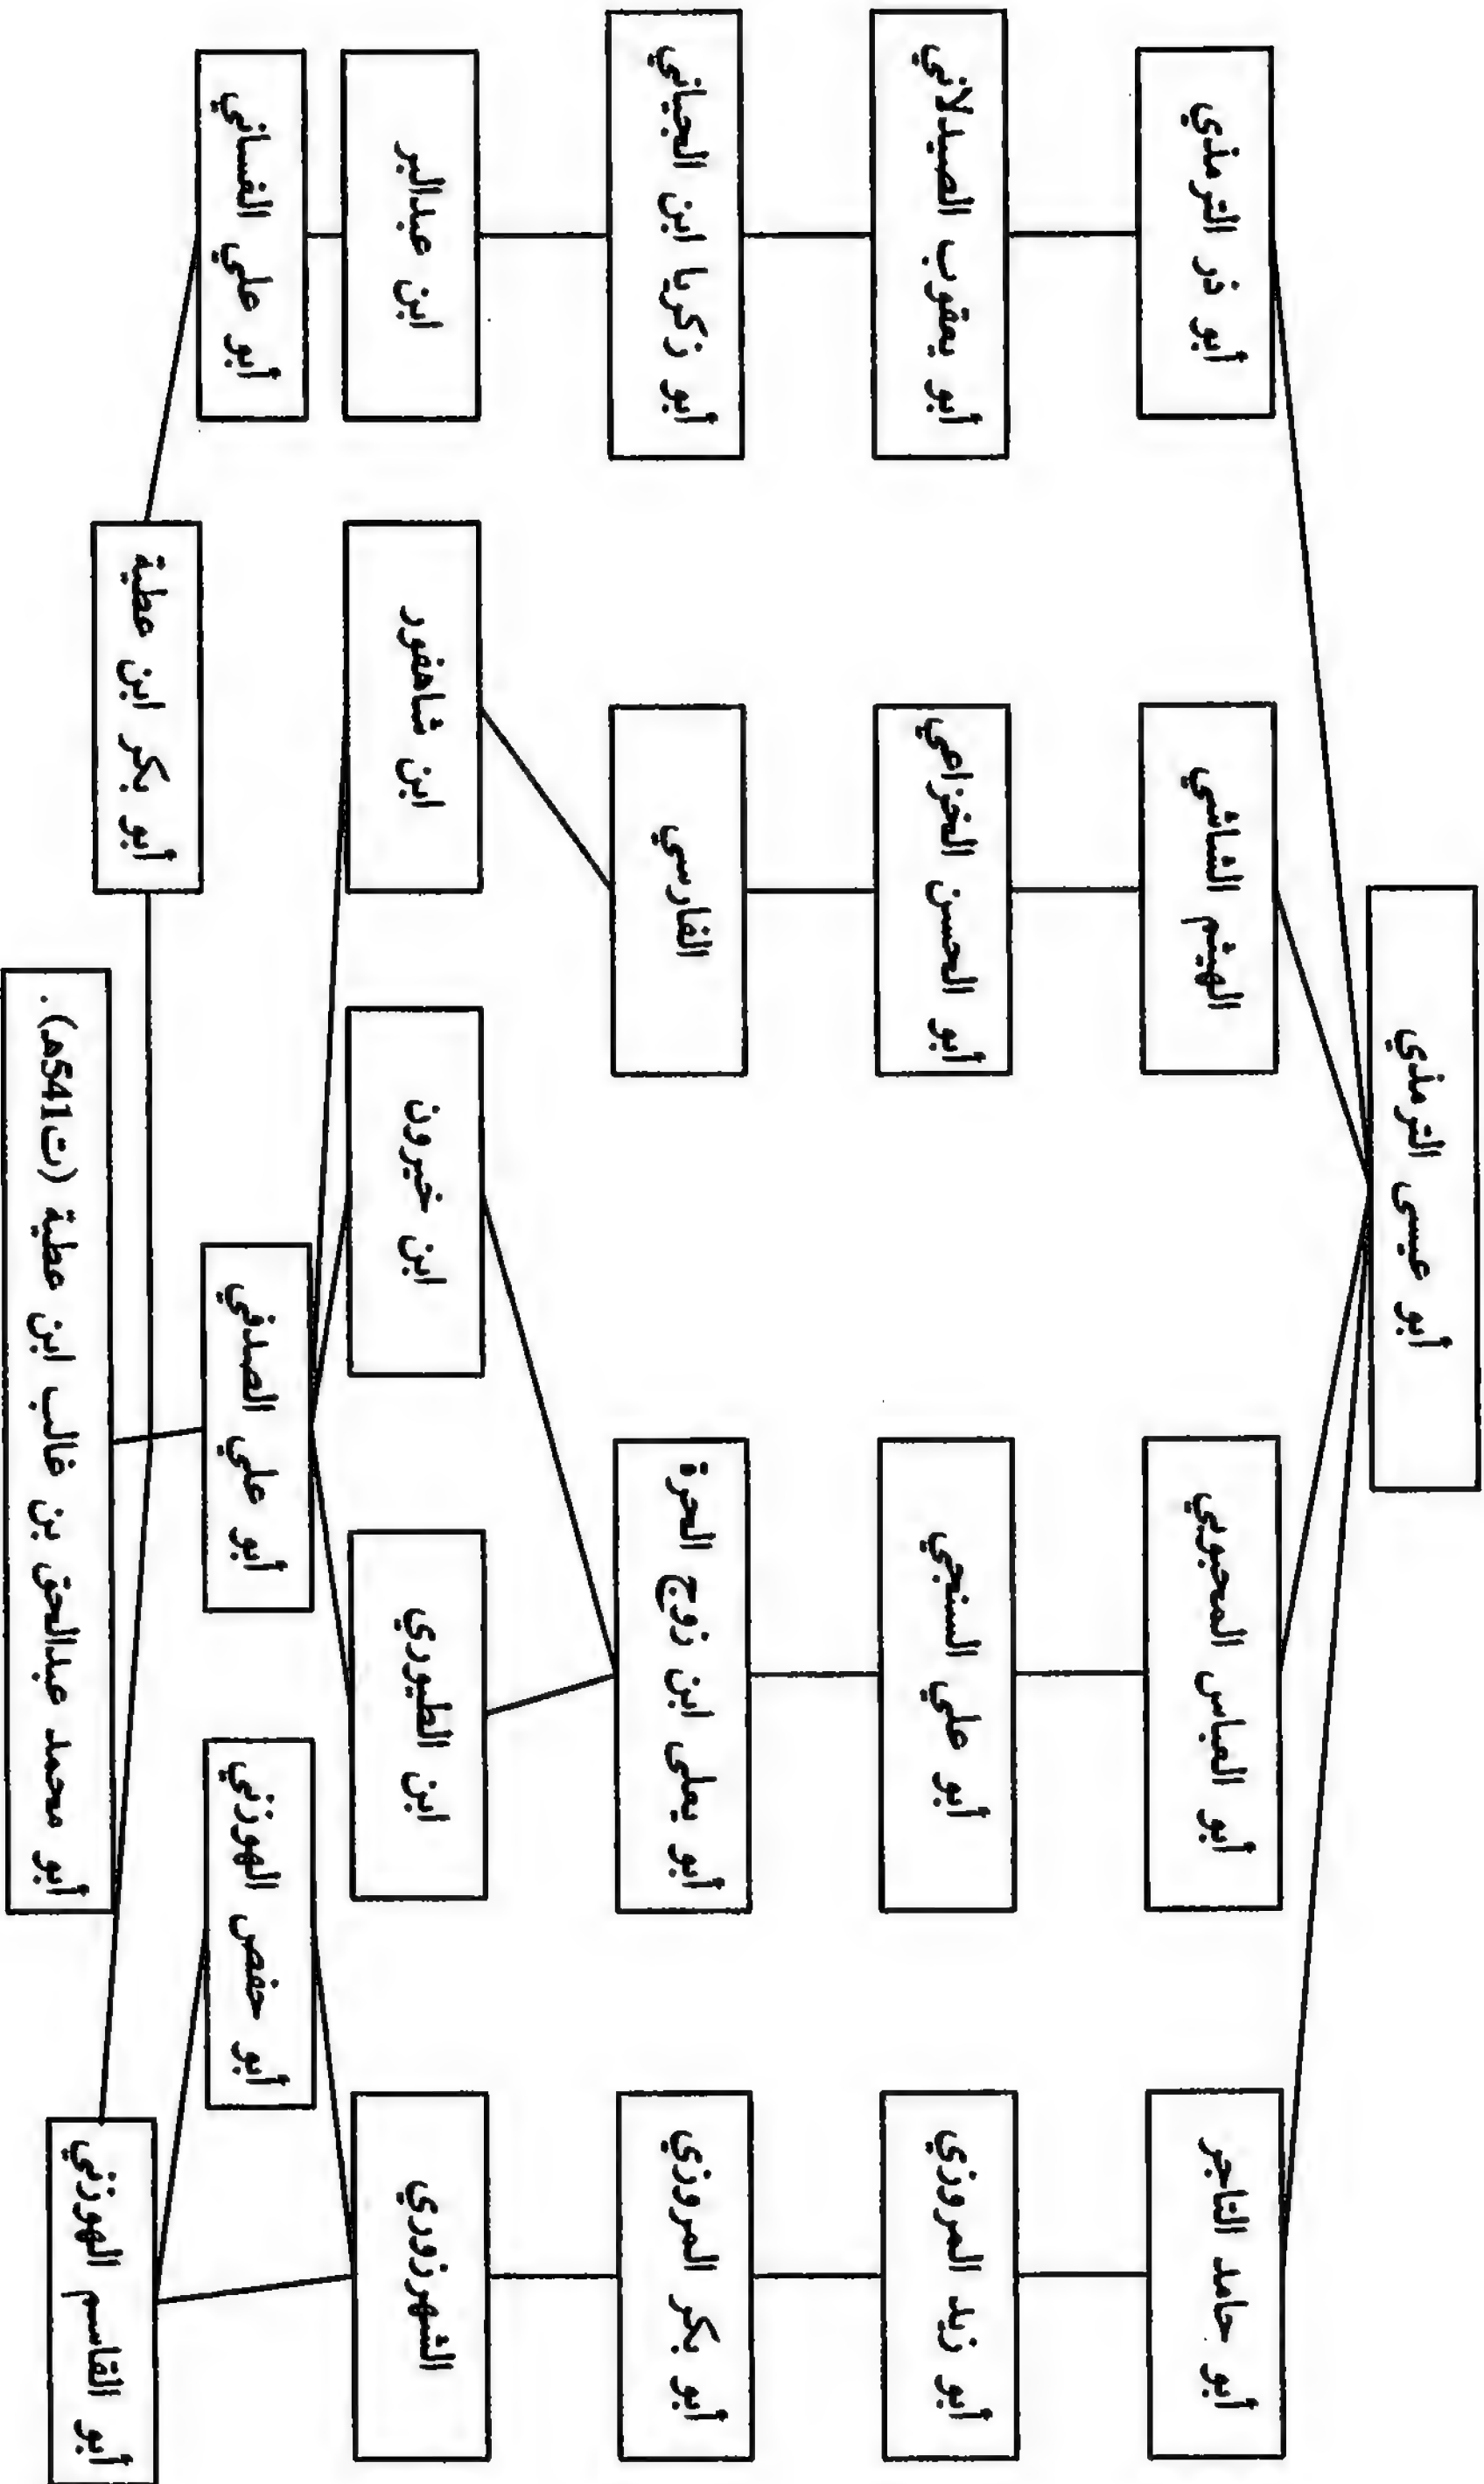 أبو عيسى الترمذي
أبو حامد التاجر
أبو العباس المحبوبي
الهيثم الشاشي
أبو ذر الترمذي
أبو زيد المروزي
أبو علي السنجي
أبو الحسن الخزاعي
أبو يعقوب الصيدلاني
أبو بكر المروزي
أبو يعلى ابن زوج الحرة
الفارسي
أبو زكريا ابن الجياني
الشهرزوري
ابن الطيوري
ابن خيرون
ابن شاهفور
ابن عبدالبر
أبو حفص الهوزني
أبو علي الصدفي
أبو علي الغساني
أبو القاسم الهوزني
أبو بكر ابن عطية
أبو محمد عبدالحق بن غالب ابن عطية (ت541هـ).